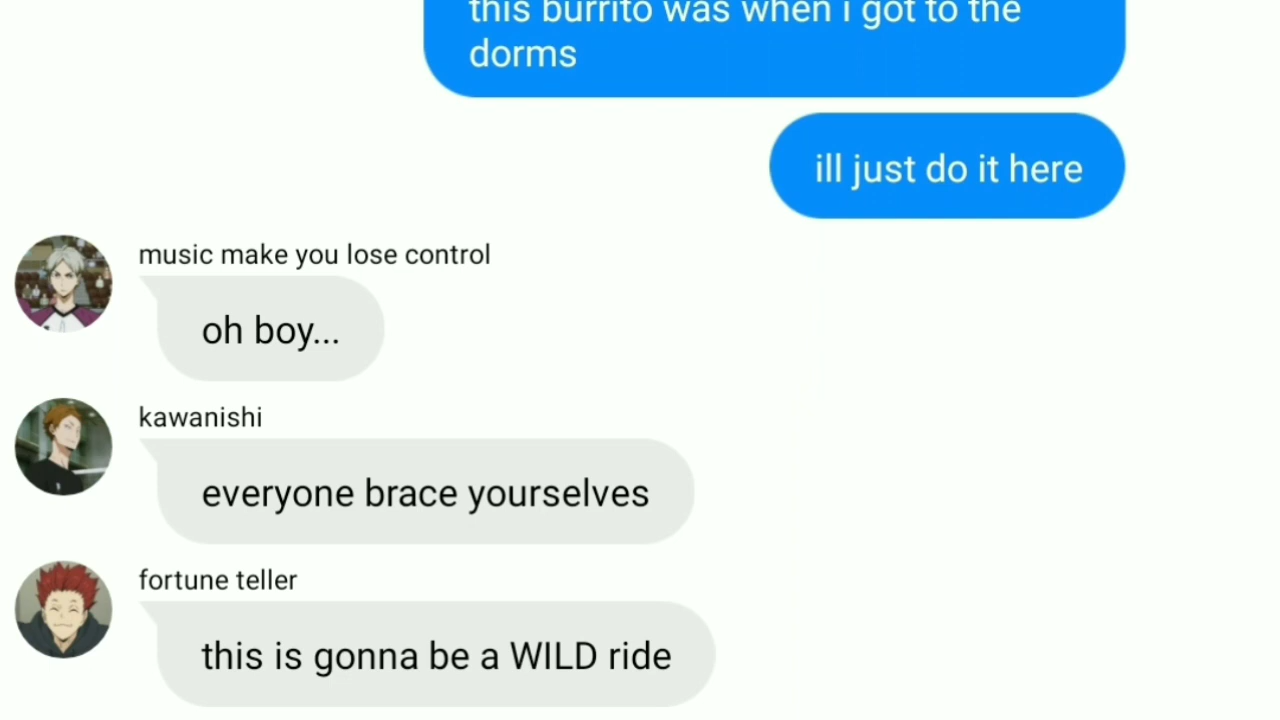 this burrito was when i got to the
dorms
ill just do it here
music make you lose control
oh boy...
kawanishi
everyone brace yourselves
fortune teller
this is gonna be a WILD ride